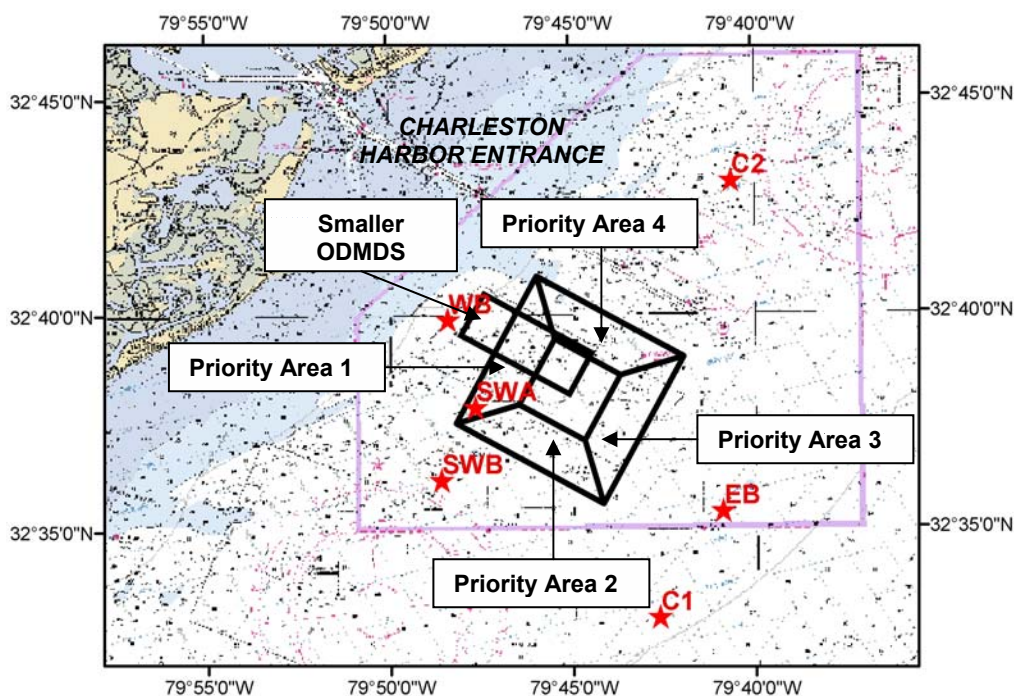 79°55'0"W 79°50'0"W 79°45'0"W 79°40'0"W
32°45'0"N
32°45'0"N
CHARLESTON
HARBOR ENTRANCE
C2
Smaller
ODMDS
Priority Area 4
32°40'0"N
WB
32°40'0"N
Priority Area 1
SWA
Priority Area 3
SWB
EB
32°35'0"N
32°35'0"N
Priority Area 2
C1
79°55'0"W 79°50'0"W 79°45'0"W 79°40'0"W